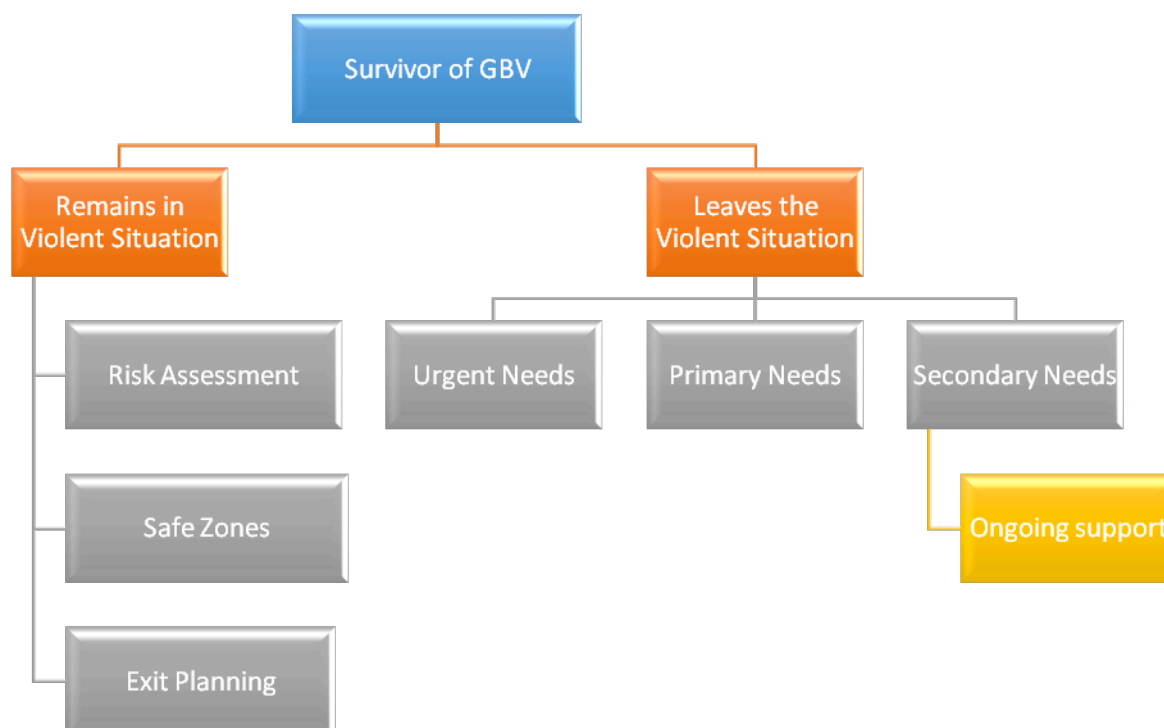 Survivor of GBV
Remains in
Violent Situation
Leaves the
Violent Situation
Risk Assessment
Urgent Needs
Primary Needs
Secondary Needs
Safe Zones
Ongoing support
Exit Planning